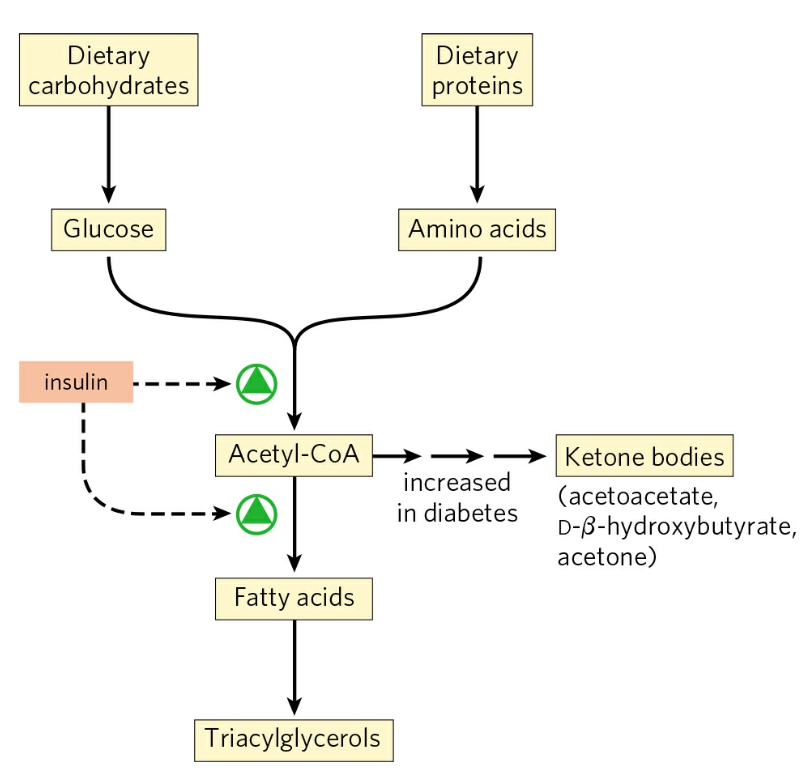 Dietary
carbohydrates
Dietary
proteins
Glucose
Amino acids
insulin
Acetyl-CoA
increased
in diabetes
Ketone bodies
(acetoacetate,
D-β-hydroxybutyrate,
acetone)
Fatty acids
Triacylglycerols